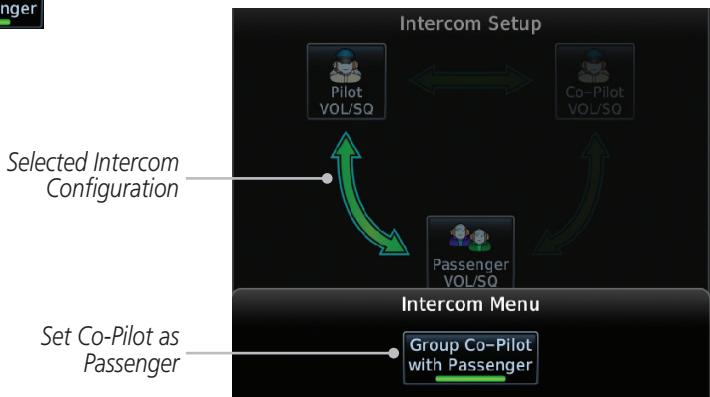 nger
Intercom Setup
Pilot
VOL/SQ
Co-Pilot
VOL/SQ
Selected Intercom
Configuration
Passenger
VOL/SQ
Intercom Menu
Set Co-Pilot as
Passenger
Group Co-Pilot
with Passenger